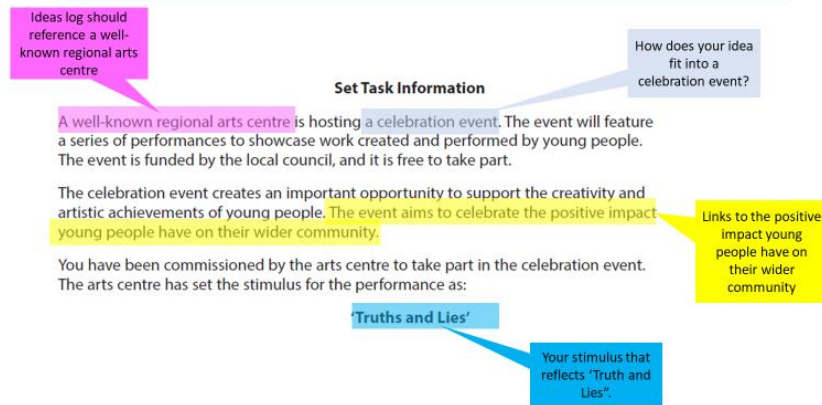 Ideas log should
reference a well-
known regional arts
centre
How does your idea
fit into a
celebration event?
Set Task Information
A well-known regional arts centre is hosting a celebration event. The event will feature
a series of performances to showcase work created and performed by young people.
The event is funded by the local council, and it is free to take part.
The celebration event creates an important opportunity to support the creativity and
artistic achievements of young people. The event aims to celebrate the positive impact
young people have on their wider community.
Links to the positive
impact young
people have on
their wider
community
You have been commissioned by the arts centre to take part in the celebration event.
The arts centre has set the stimulus for the performance as:
'Truths and Lies'
Your stimulus that
reflects 'Truth and
Lies".